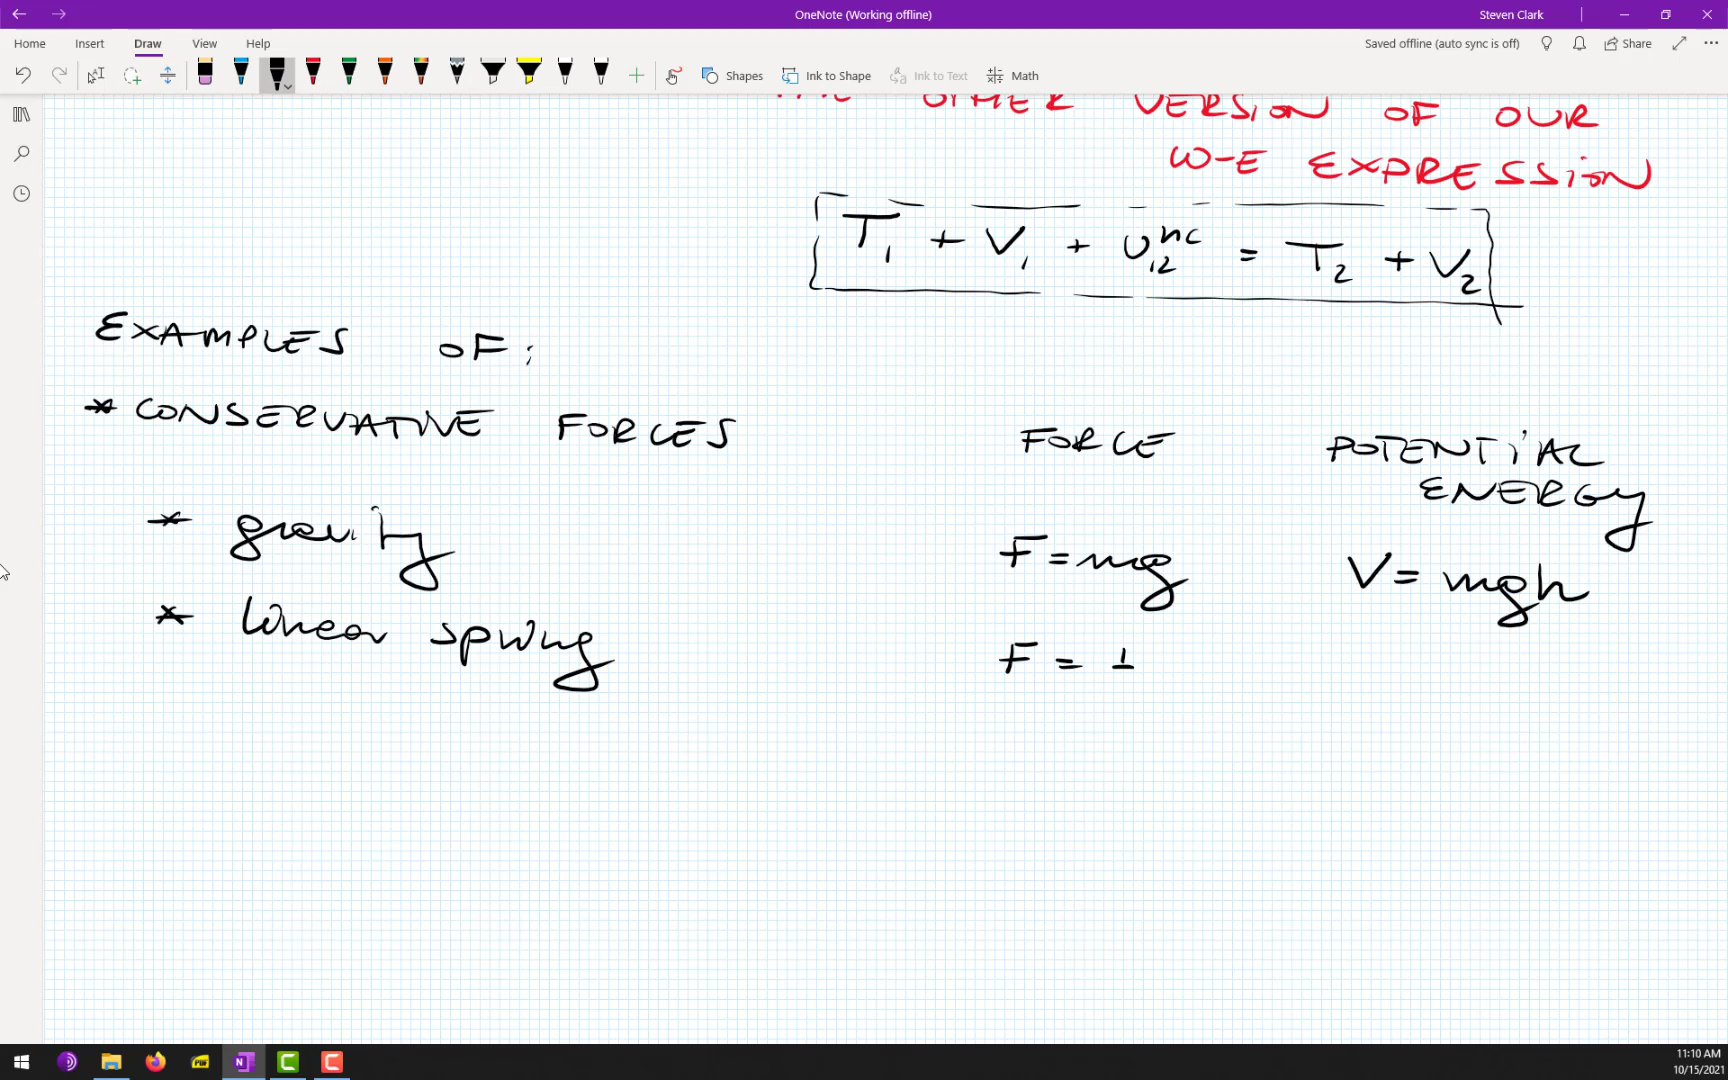 OneNote (Working offline)
Steven Clark
Home Insert Draw View Help
Saved offline (auto sync is off)
Share
Shapes
Ink to Shape
Ink to Text
Math
THE OTHER VERSION OF OUR
W-E EXPRESSION
T₁ + V₁ + U₁₂ⁿᶜ = T₂ + V₂
EXAMPLES OF:
* CONSERVATIVE FORCES
FORCE
POTENTIAL
ENERGY
* gravity
F = mg
V = mgh
* linear spring
F = ±
11:10 AM
10/15/2021